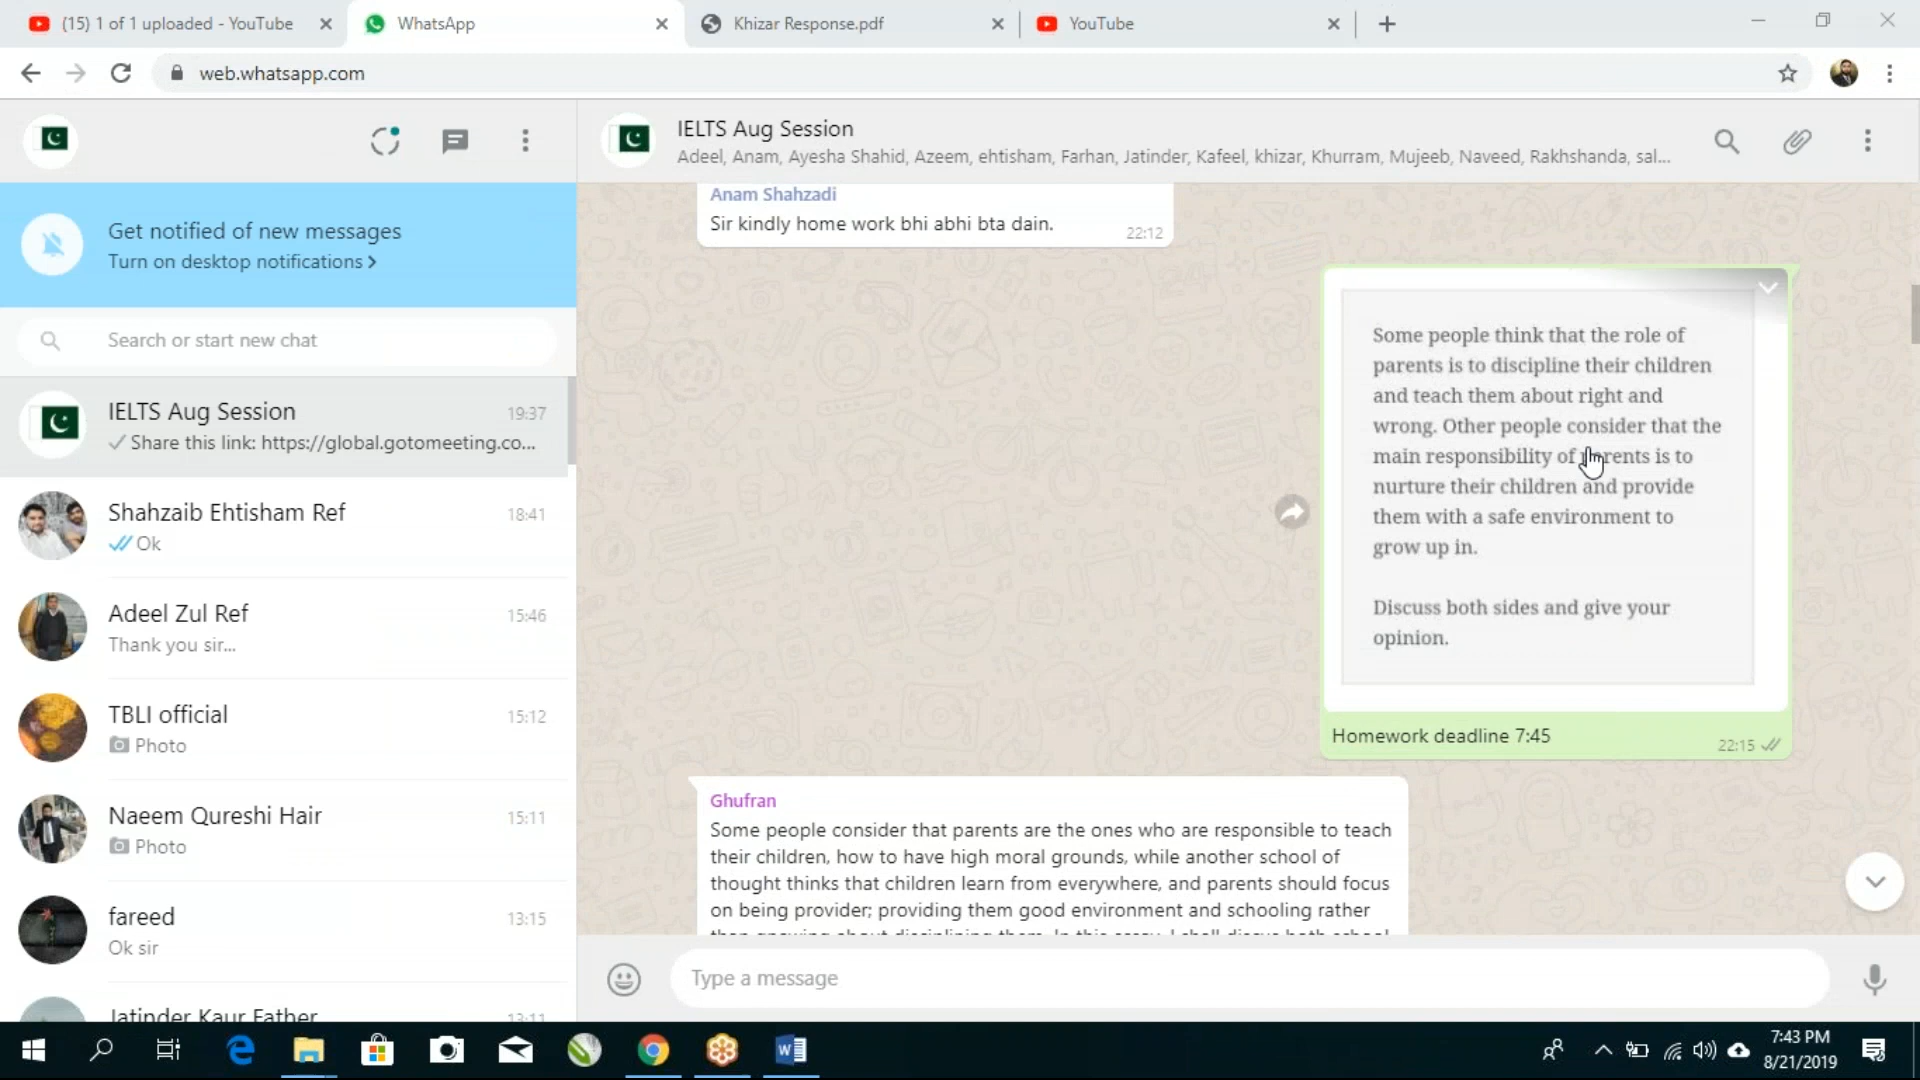 (15) 1 of 1 uploaded - YouTube
WhatsApp
Khizar Response.pdf
YouTube
web.whatsapp.com
Get notified of new messages
Turn on desktop notifications >
Search or start new chat
IELTS Aug Session
19:37
Share this link: https://global.gotomeeting.co...
Shahzaib Ehtisham Ref
18:41
Ok
Adeel Zul Ref
15:46
Thank you sir...
TBLI official
15:12
Photo
Naeem Qureshi Hair
15:11
Photo
fareed
13:15
Ok sir
Jatinder Kaur Father
13:11
IELTS Aug Session
Adeel, Anam, Ayesha Shahid, Azeem, ehtisham, Farhan, Jatinder, Kafeel, khizar, Khurram, Mujeeb, Naveed, Rakhshanda, sal...
Anam Shahzadi
Sir kindly home work bhi abhi bta dain.
22:12
Some people think that the role of
parents is to discipline their children
and teach them about right and
wrong. Other people consider that the
main responsibility of parents is to
nurture their children and provide
them with a safe environment to
grow up in.
Discuss both sides and give your
opinion.
Homework deadline 7:45
22:15
Ghufran
Some people consider that parents are the ones who are responsible to teach
their children, how to have high moral grounds, while another school of
thought thinks that children learn from everywhere, and parents should focus
on being provider; providing them good environment and schooling rather
Type a message
7:43 PM
8/21/2019